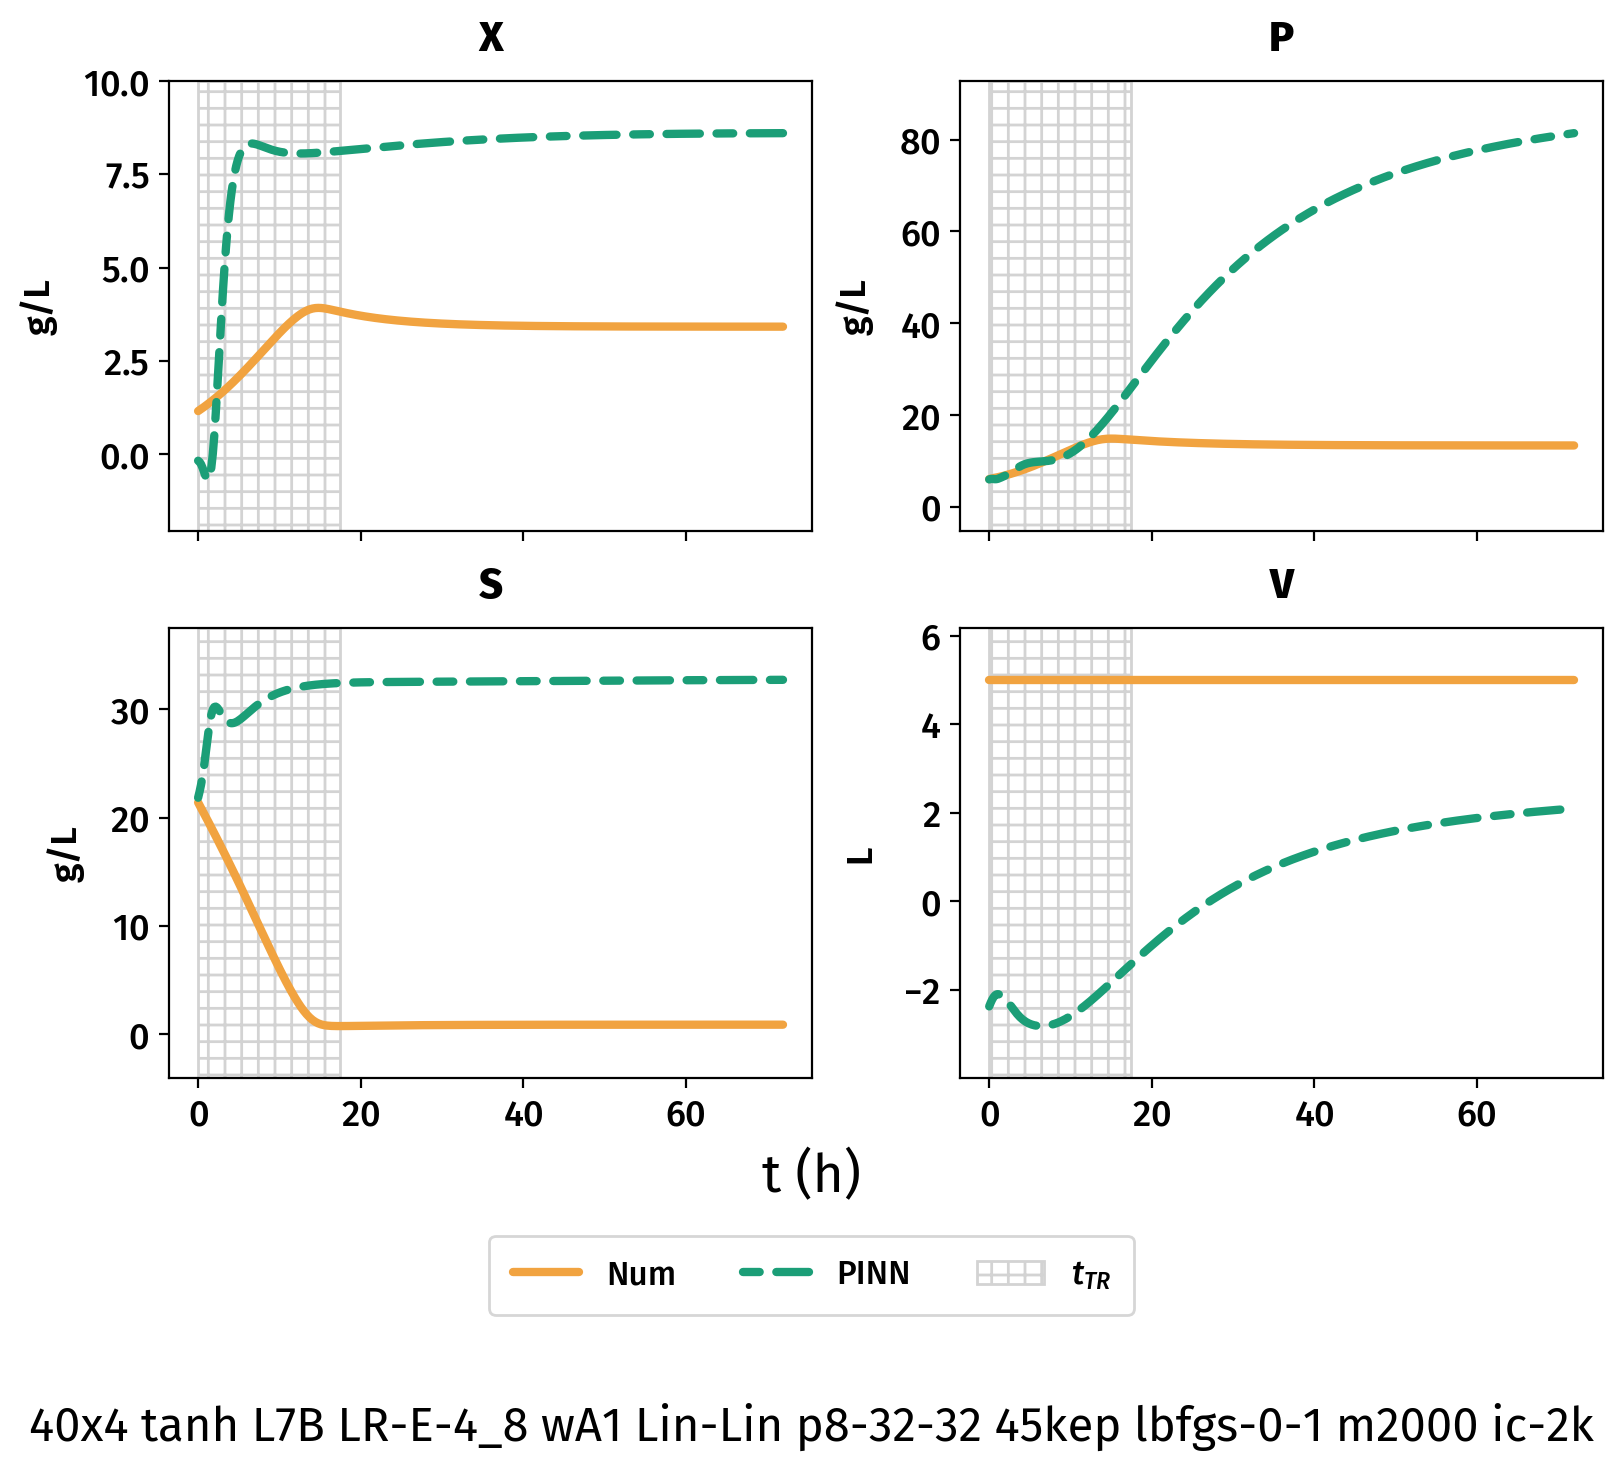 X
P
10.0
7.5
5.0
2.5
0.0
g/L
80
60
40
20
0
g/L
S
V
30
20
10
0
g/L
6
4
2
0
−2
L
0 20 40 60
0 20 40 60
t (h)
Num PINN t_TR
40x4 tanh L7B LR-E-4_8 wA1 Lin-Lin p8-32-32 45kep lbfgs-0-1 m2000 ic-2k